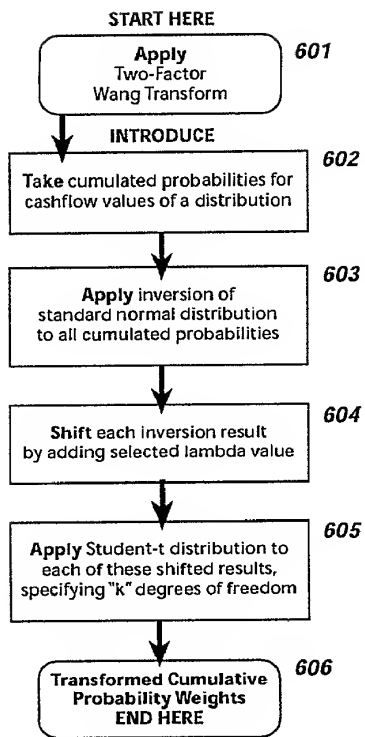 START HERE
601
Apply
Two-Factor
Wang Transform
INTRODUCE
602
Take cumulated probabilities for
cashflow values of a distribution
603
Apply inversion of
standard normal distribution
to all cumulated probabilities
604
Shift each inversion result
by adding selected lambda value
605
Apply Student-t distribution to
each of these shifted results,
specifying "k" degrees of freedom
606
Transformed Cumulative
Probability Weights
END HERE